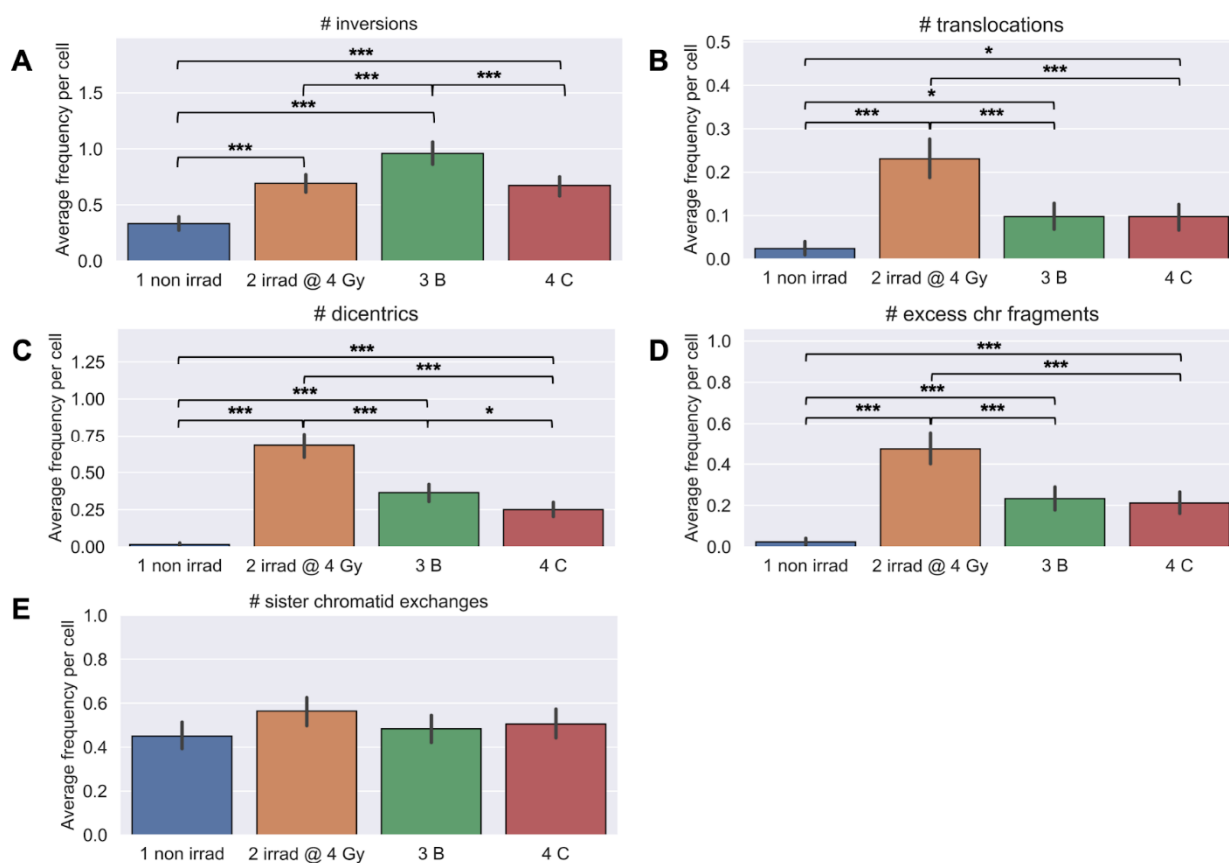 A
# inversions
Average frequency per cell
1.5
1.0
0.5
0.0
***
***
***
***
***
1 non irrad
2 irrad @ 4 Gy
3 B
4 C
B
# translocations
Average frequency per cell
0.5
0.4
0.3
0.2
0.1
0.0
*
***
*
***
***
1 non irrad
2 irrad @ 4 Gy
3 B
4 C
C
# dicentrics
Average frequency per cell
1.25
1.00
0.75
0.50
0.25
0.00
***
***
***
***
***
*
1 non irrad
2 irrad @ 4 Gy
3 B
4 C
D
# excess chr fragments
Average frequency per cell
1.0
0.8
0.6
0.4
0.2
0.0
***
***
***
***
***
1 non irrad
2 irrad @ 4 Gy
3 B
4 C
E
# sister chromatid exchanges
Average frequency per cell
1.0
0.8
0.6
0.4
0.2
0.0
1 non irrad
2 irrad @ 4 Gy
3 B
4 C